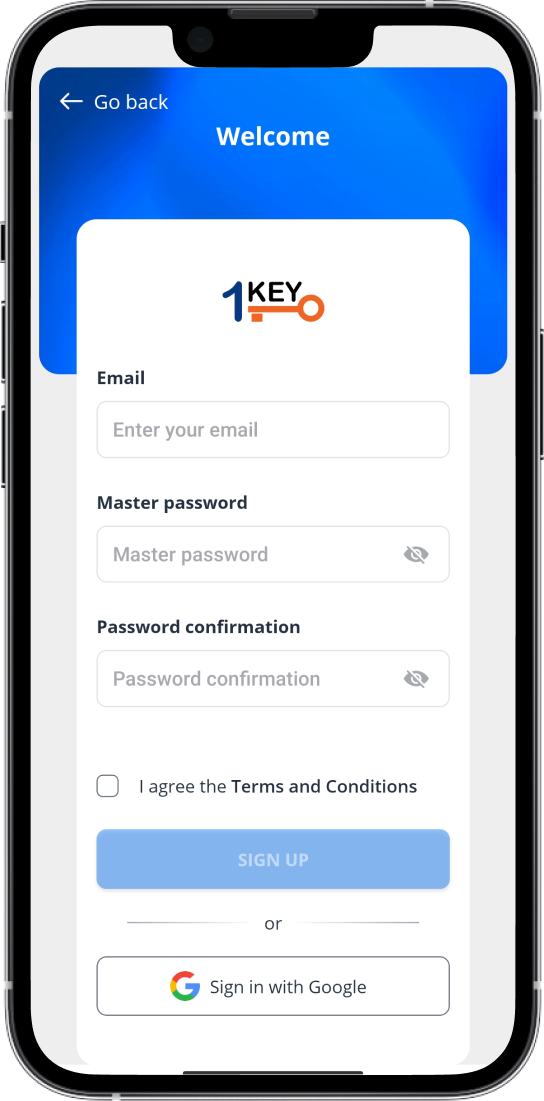 Go back
Welcome
1KEY
Email
Enter your email
Master password
Master password
Password confirmation
Password confirmation
I agree the Terms and Conditions
SIGN UP
or
Sign in with Google